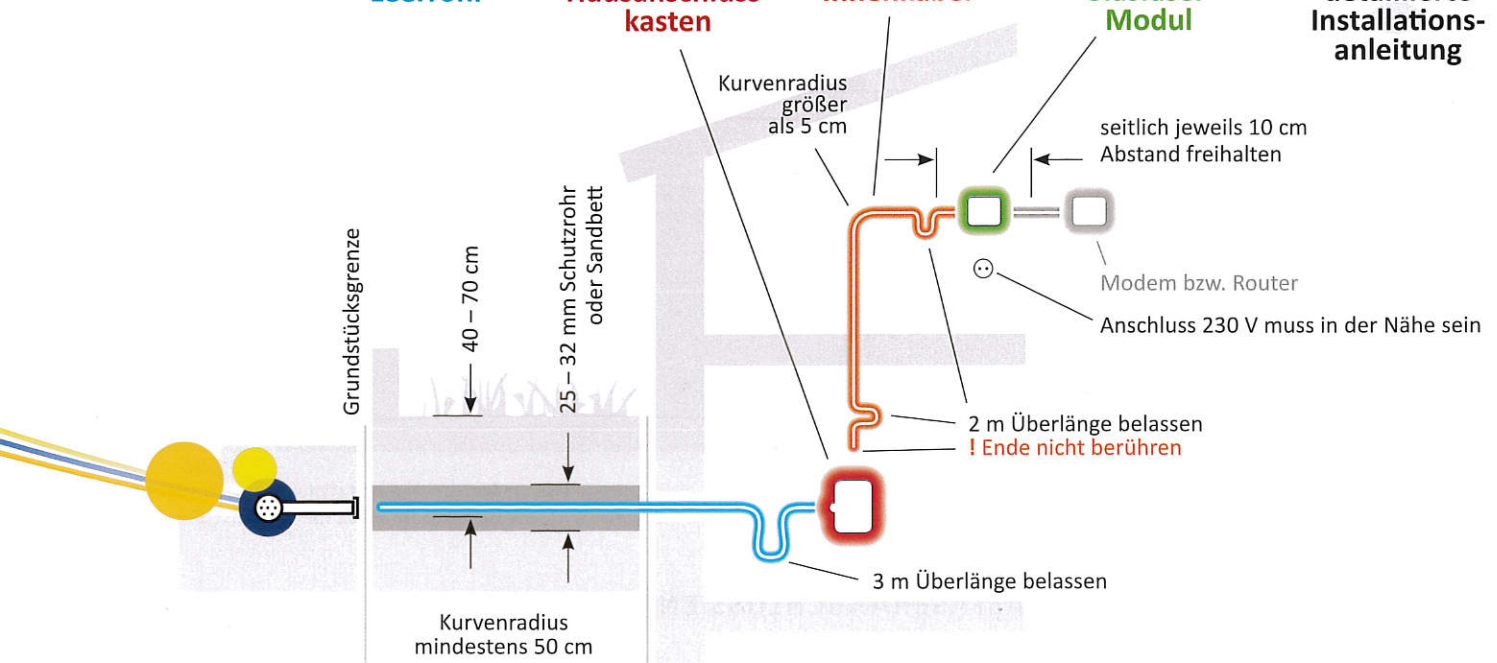 kasten
Modul
Installations-
anleitung
Kurvenradius
größer
als 5 cm
seitlich jeweils 10 cm
Abstand freihalten
Grundstücksgrenze
40 – 70 cm
25 – 32 mm Schutzrohr
oder Sandbett
Modem bzw. Router
Anschluss 230 V muss in der Nähe sein
2 m Überlänge belassen
! Ende nicht berühren
3 m Überlänge belassen
Kurvenradius
mindestens 50 cm